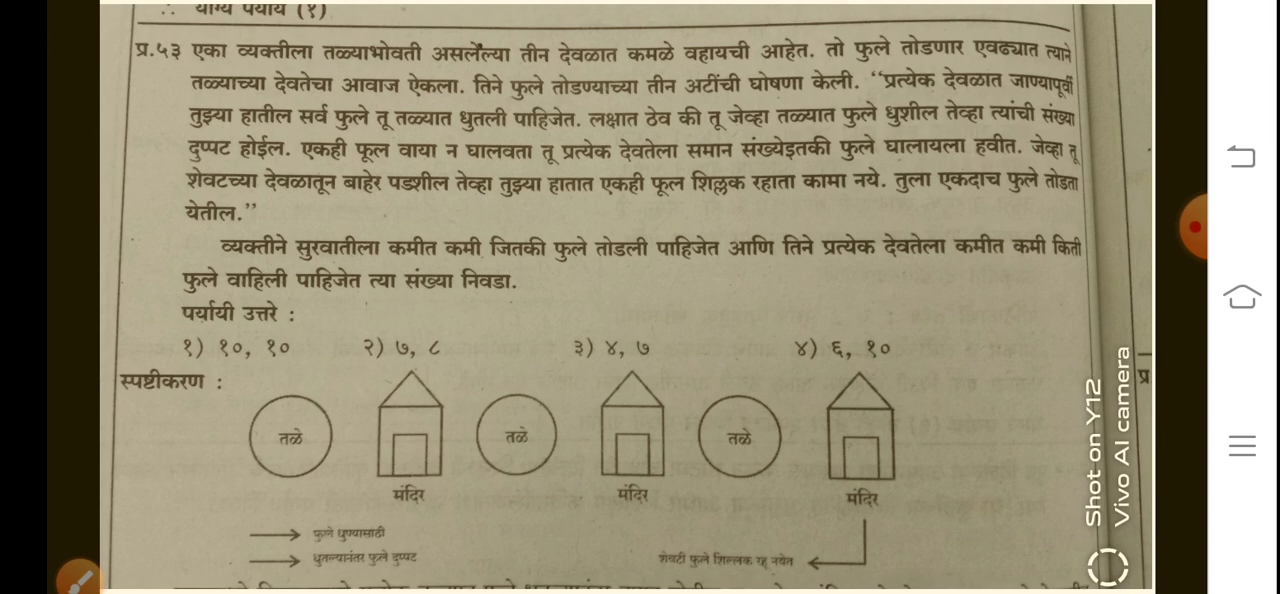 ∴ योग्य पर्याय (१)
प्र.५३ एका व्यक्तीला तळ्याभोवती असलेल्या तीन देवळात कमळे वहायची आहेत. तो फुले तोडणार एवढ्यात त्याने
तळ्याच्या देवतेचा आवाज ऐकला. तिने फुले तोडण्याच्या तीन अटींची घोषणा केली. “प्रत्येक देवळात जाण्यापूर्वी
तुझ्या हातील सर्व फुले तू तळ्यात धुतली पाहिजेत. लक्षात ठेव की तू जेव्हा तळ्यात फुले धुशील तेव्हा त्यांची संख्या
दुप्पट होईल. एकही फूल वाया न घालवता तू प्रत्येक देवतेला समान संख्येइतकी फुले घालायला हवीत. जेव्हा तू
शेवटच्या देवळातून बाहेर पडशील तेव्हा तुझ्या हातात एकही फूल शिल्लक रहाता कामा नये. तुला एकदाच फुले तोडता
येतील.”
व्यक्तीने सुरवातीला कमीत कमी जितकी फुले तोडली पाहिजेत आणि तिने प्रत्येक देवतेला कमीत कमी किती
फुले वाहिली पाहिजेत त्या संख्या निवडा.
पर्यायी उत्तरे :
१) १०, १० २) ७, ८ ३) ४, ७ ४) ६, १०
स्पष्टीकरण :
तळे तळे तळे
मंदिर मंदिर मंदिर
फुले धुण्यासाठी
धुतल्यानंतर फुले दुप्पट
शेवटी फुले शिल्लक रहू नयेत
प्र
Shot on Y12
Vivo AI camera